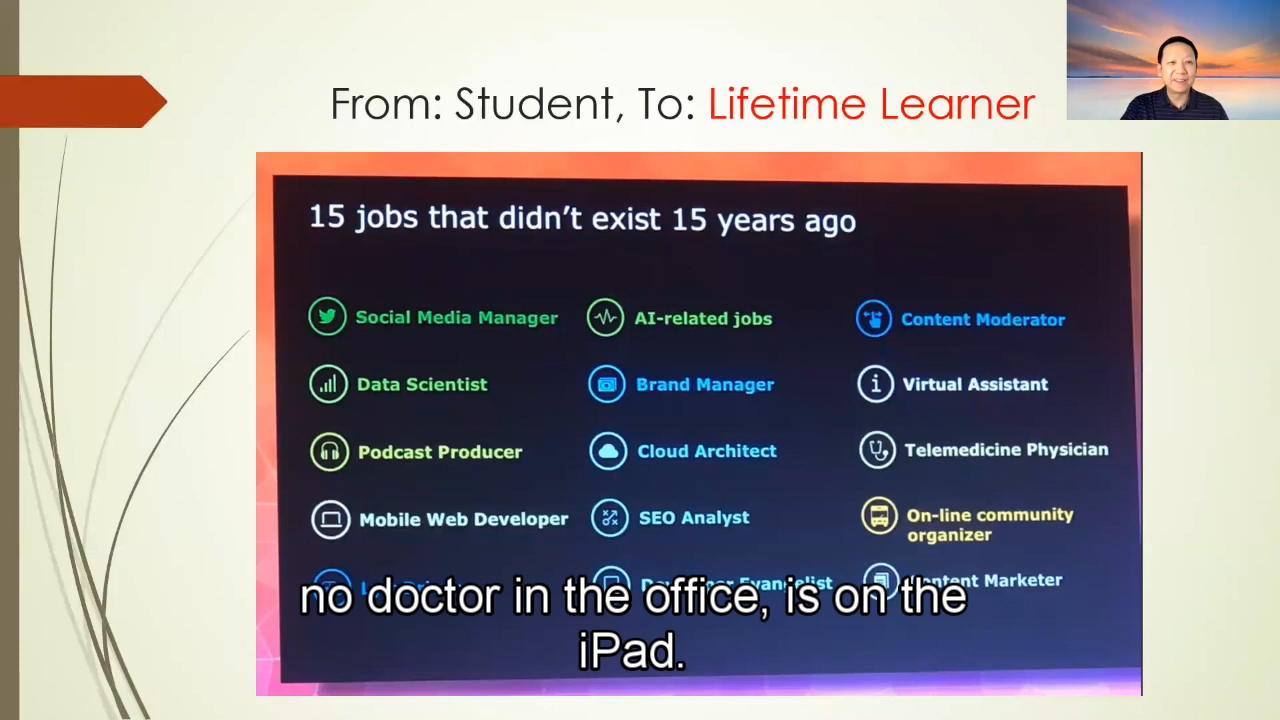 From: Student, To: Lifetime Learner
15 jobs that didn't exist 15 years ago
Social Media Manager
AI-related jobs
Content Moderator
Data Scientist
Brand Manager
Virtual Assistant
Podcast Producer
Cloud Architect
Telemedicine Physician
Mobile Web Developer
SEO Analyst
On-line community
organizer
Content Marketer
no doctor in the office, is on the
iPad.